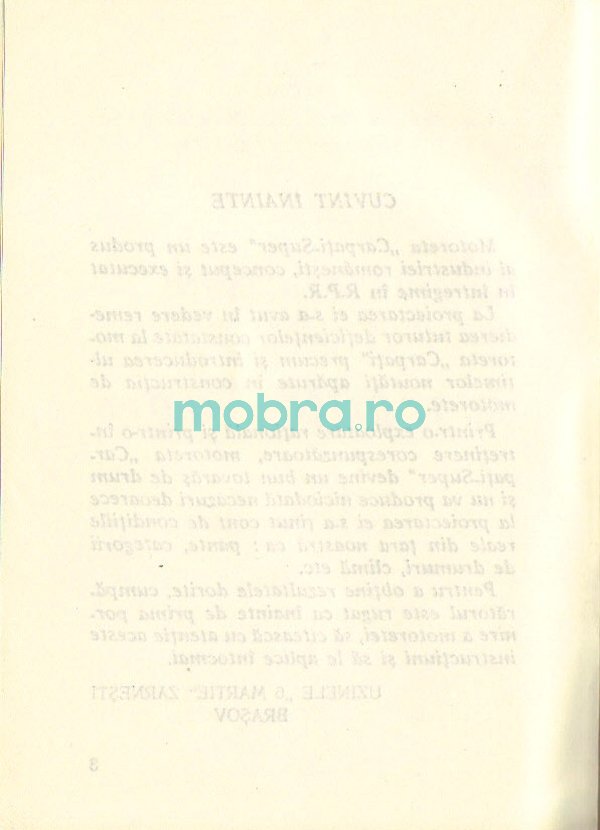 CUVINT INAINTE
Motoreta „Carpați-Super" este un produs
al industriei românești, conceput și executat
în întregime în R.P.R.
La proiectarea ei s-a avut în vedere reme-
dierea tuturor deficiențelor constatate la mo-
toreta „Carpați" precum și introducerea ul-
timelor noutăți apărute în construcția de
motorete.
mobra.ro
Printr-o exploatare rațională și printr-o în-
treținere corespunzătoare, motoreta „Car-
pați-Super" devine un bun tovarăș de drum
și nu va produce niciodată necazuri deoarece
la proiectarea ei s-a ținut cont de condițiile
reale din țara noastră ca: pante, categorii
de drumuri, climă etc.
Pentru a obține rezultatele dorite, cumpă-
rătorul este rugat ca înainte de prima por-
nire a motoretei, să citească cu atenție aceste
instrucțiuni și să le aplice întocmai.
UZINELE „6 MARTIE" ZARNEȘTI
BRAȘOV
3